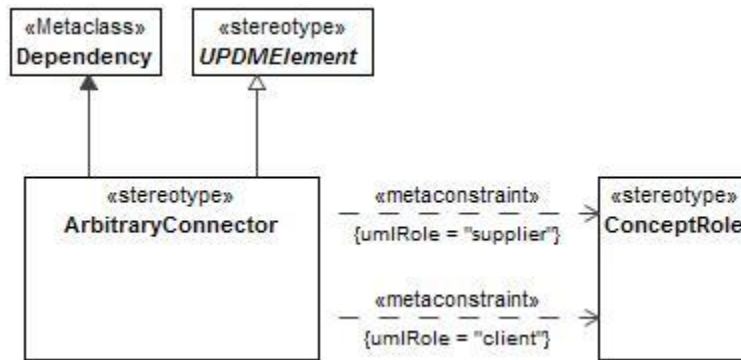 «Metaclass»
Dependency
«stereotype»
UPDMElement
«stereotype»
ArbitraryConnector
«metaconstraint»
{umlRole = "supplier"}
«metaconstraint»
{umlRole = "client"}
«stereotype»
ConceptRole